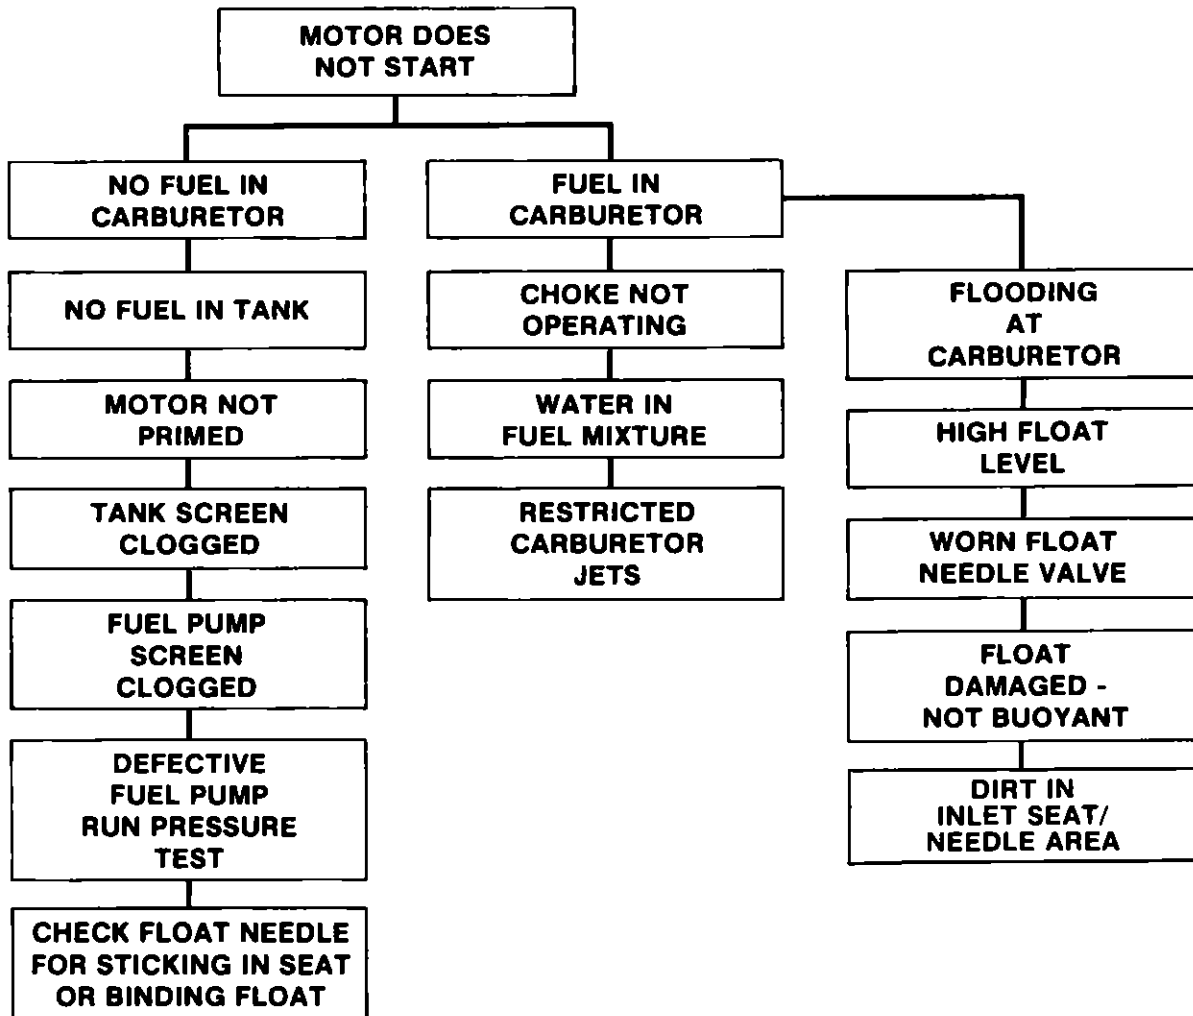 MOTOR DOES
NOT START
NO FUEL IN
CARBURETOR
NO FUEL IN TANK
MOTOR NOT
PRIMED
TANK SCREEN
CLOGGED
FUEL PUMP
SCREEN
CLOGGED
DEFECTIVE
FUEL PUMP
RUN PRESSURE
TEST
CHECK FLOAT NEEDLE
FOR STICKING IN SEAT
OR BINDING FLOAT
FUEL IN
CARBURETOR
CHOKE NOT
OPERATING
WATER IN
FUEL MIXTURE
RESTRICTED
CARBURETOR
JETS
FLOODING
AT
CARBURETOR
HIGH FLOAT
LEVEL
WORN FLOAT
NEEDLE VALVE
FLOAT
DAMAGED -
NOT BUOYANT
DIRT IN
INLET SEAT/
NEEDLE AREA